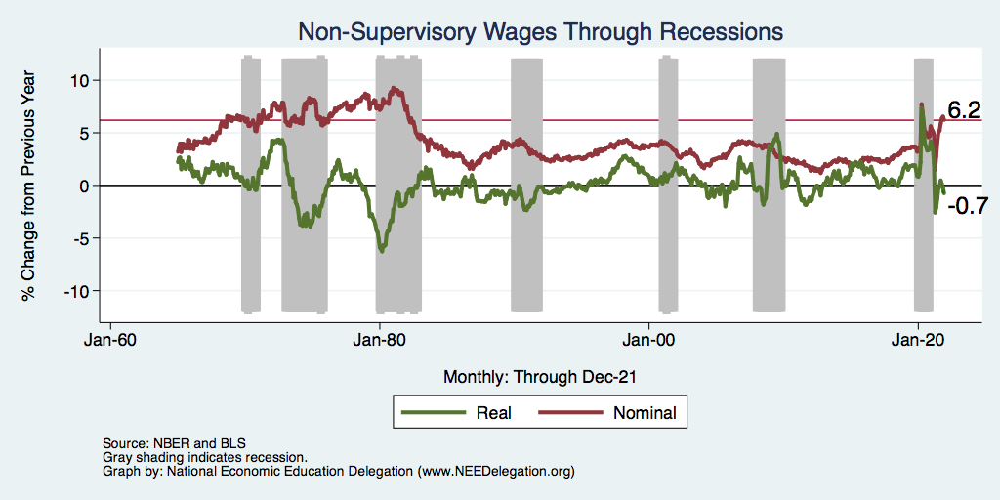 Non-Supervisory Wages Through Recessions
% Change from Previous Year
10
5
0
-5
-10
6.2
-0.7
Jan-60
Jan-80
Jan-00
Jan-20
Monthly: Through Dec-21
Real
Nominal
Source: NBER and BLS
Gray shading indicates recession.
Graph by: National Economic Education Delegation (www.NEEDelegation.org)